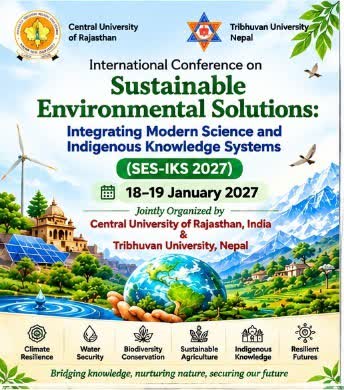 Central University
of Rajasthan
Tribhuvan University
Nepal
International Conference on
Sustainable
Environmental Solutions:
Integrating Modern Science and
Indigenous Knowledge Systems
(SES-IKS 2027)
18-19 January 2027
Jointly Organized by
Central University of Rajasthan, India
&
Tribhuvan University, Nepal
Climate
Resilience
Water
Security
Biodiversity
Conservation
Sustainable
Agriculture
Indigenous
Knowledge
Resilient
Futures
Bridging knowledge, nurturing nature, securing our future